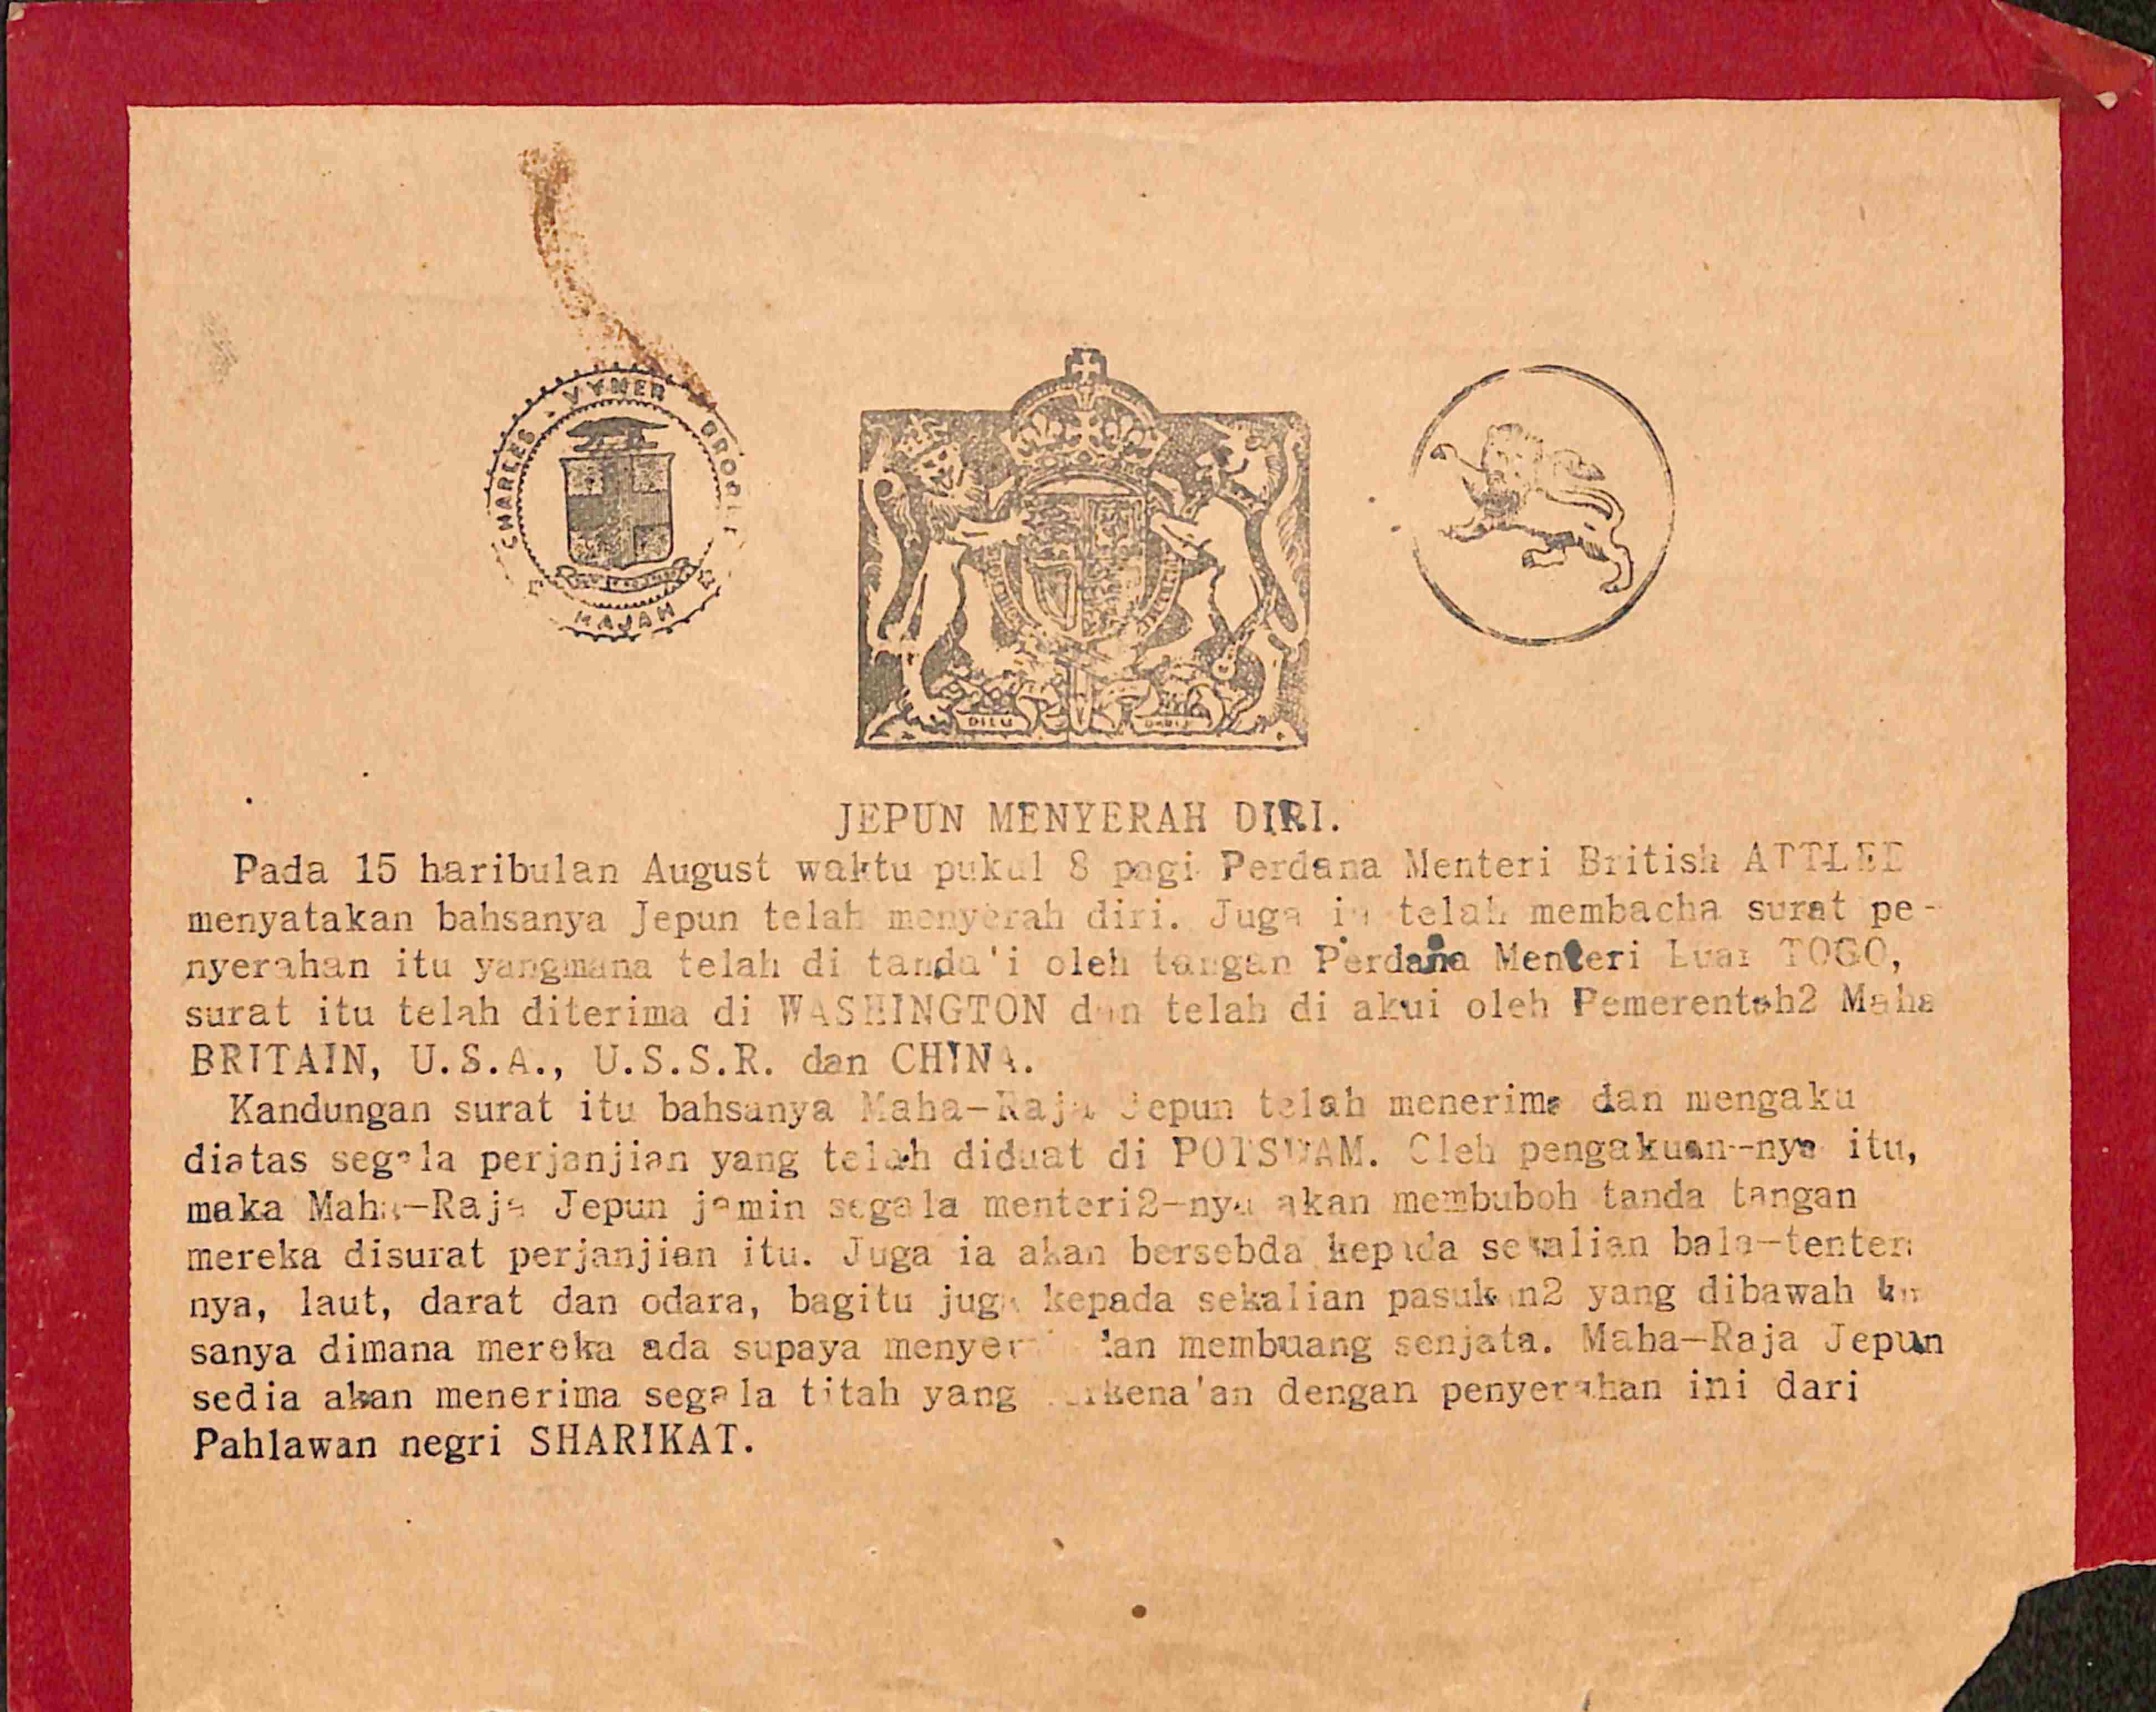 CHARLES VYNER BROOKE
RAJAH
DIEU
DROIT
JEPUN MENYERAH DIRI.
Pada 15 haribulan August waktu pukul 8 pagi Perdana Menteri British ATTLEE
menyatakan bahsanya Jepun telah menyerah diri. Juga ia telah membacha surat pe-
nyerahan itu yangmana telah di tanda'i oleh tangan Perdana Menteri Luar TOGO,
surat itu telah diterima di WASHINGTON dan telah di akui oleh Pemerentah2 Maha
BRITAIN, U.S.A., U.S.S.R. dan CHINA.
Kandungan surat itu bahsanya Maha-Raja Jepun telah menerima dan mengaku
diatas segala perjanjian yang telah diduat di POTSDAM. Oleh pengakuan-nya itu,
maka Maha-Raja Jepun jamin segala menteri2-nya akan membuboh tanda tangan
mereka disurat perjanjian itu. Juga ia akan bersebda kepada sekalian bala-tenter
nya, laut, darat dan odara, bagitu juga kepada sekalian pasukan2 yang dibawah
sanya dimana mereka ada supaya dan membuang senjata. Maha-Raja Jepun
sedia akan menerima segala titah yang berkena'an dengan penyerahan ini dari
Pahlawan negri SHARIKAT.